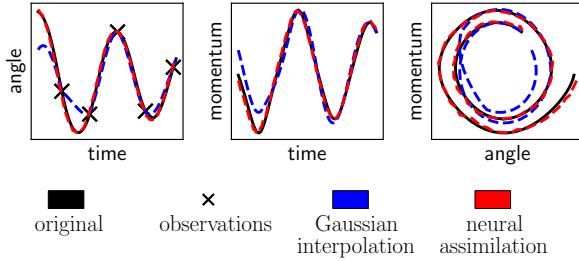 angle
time
momentum
time
momentum
angle
original
observations
Gaussian
interpolation
neural
assimilation